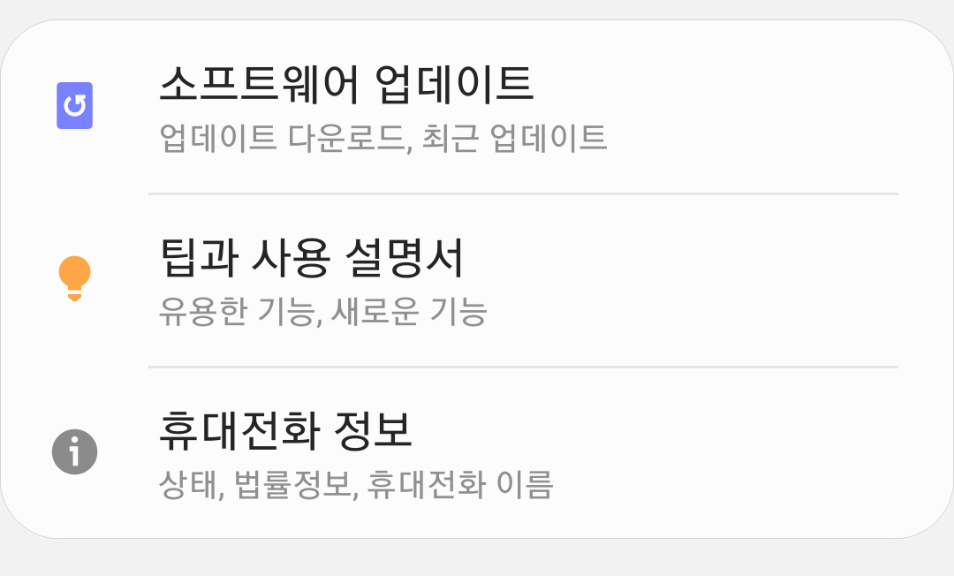 소프트웨어 업데이트
업데이트 다운로드, 최근 업데이트
팁과 사용 설명서
유용한 기능, 새로운 기능
휴대전화 정보
상태, 법률정보, 휴대전화 이름